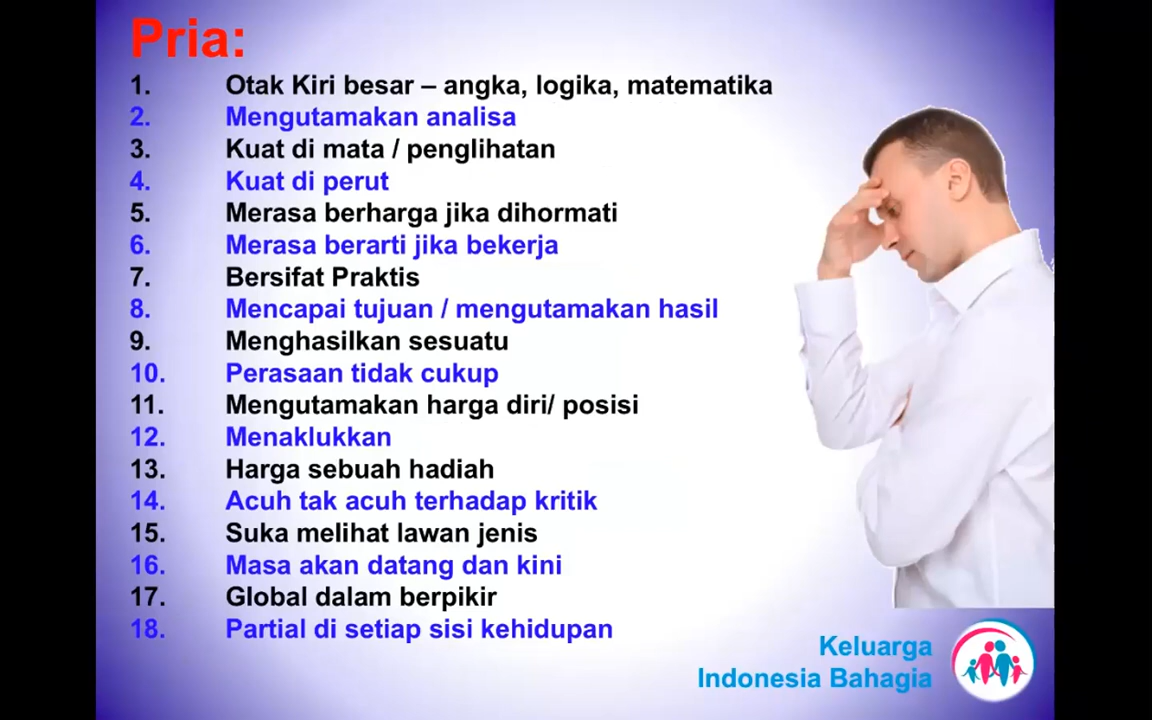 Pria:
1. Otak Kiri besar – angka, logika, matematika
2. Mengutamakan analisa
3. Kuat di mata / penglihatan
4. Kuat di perut
5. Merasa berharga jika dihormati
6. Merasa berarti jika bekerja
7. Bersifat Praktis
8. Mencapai tujuan / mengutamakan hasil
9. Menghasilkan sesuatu
10. Perasaan tidak cukup
11. Mengutamakan harga diri/ posisi
12. Menaklukkan
13. Harga sebuah hadiah
14. Acuh tak acuh terhadap kritik
15. Suka melihat lawan jenis
16. Masa akan datang dan kini
17. Global dalam berpikir
18. Partial di setiap sisi kehidupan
Keluarga
Indonesia Bahagia